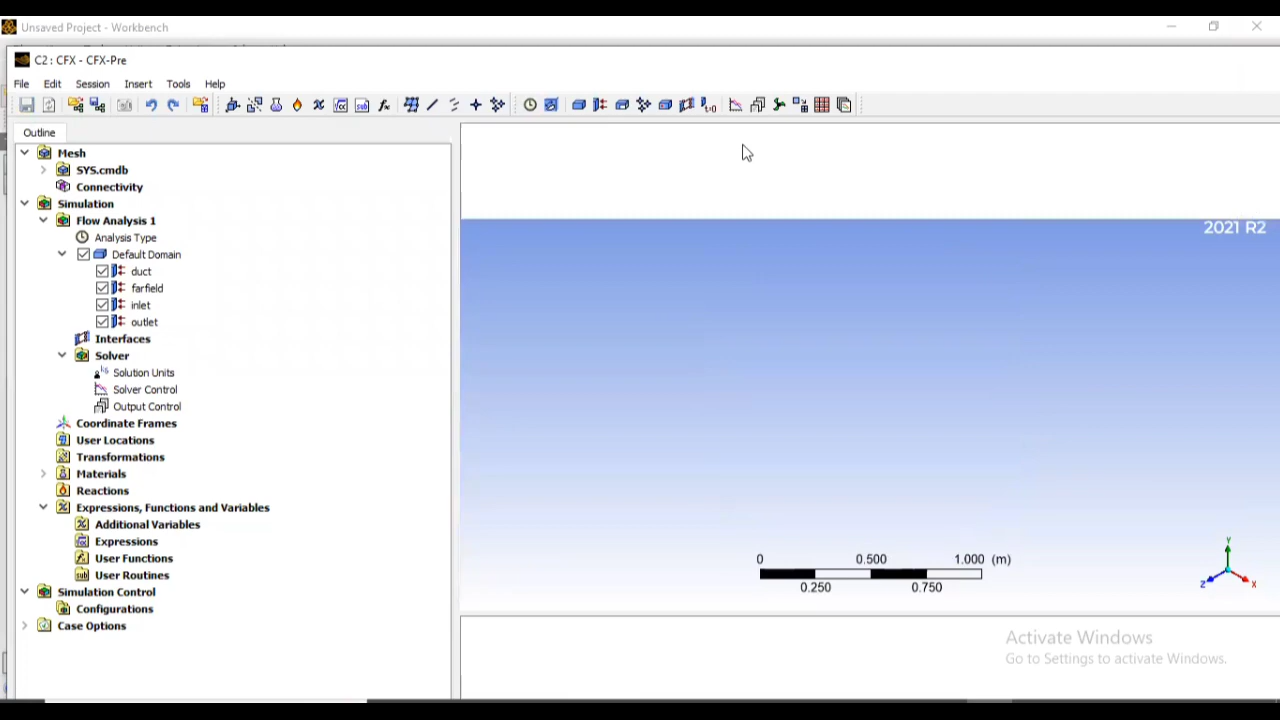 Unsaved Project - Workbench
C2 : CFX - CFX-Pre
File Edit Session Insert Tools Help
Outline
Mesh
SYS.cmdb
Connectivity
Simulation
Flow Analysis 1
Analysis Type
Default Domain
duct
farfield
inlet
outlet
Interfaces
Solver
Solution Units
Solver Control
Output Control
Coordinate Frames
User Locations
Transformations
Materials
Reactions
Expressions, Functions and Variables
Additional Variables
Expressions
User Functions
User Routines
Simulation Control
Configurations
Case Options
2021 R2
0 0.500 1.000 (m)
0.250 0.750
Y
Z X
Activate Windows
Go to Settings to activate Windows.